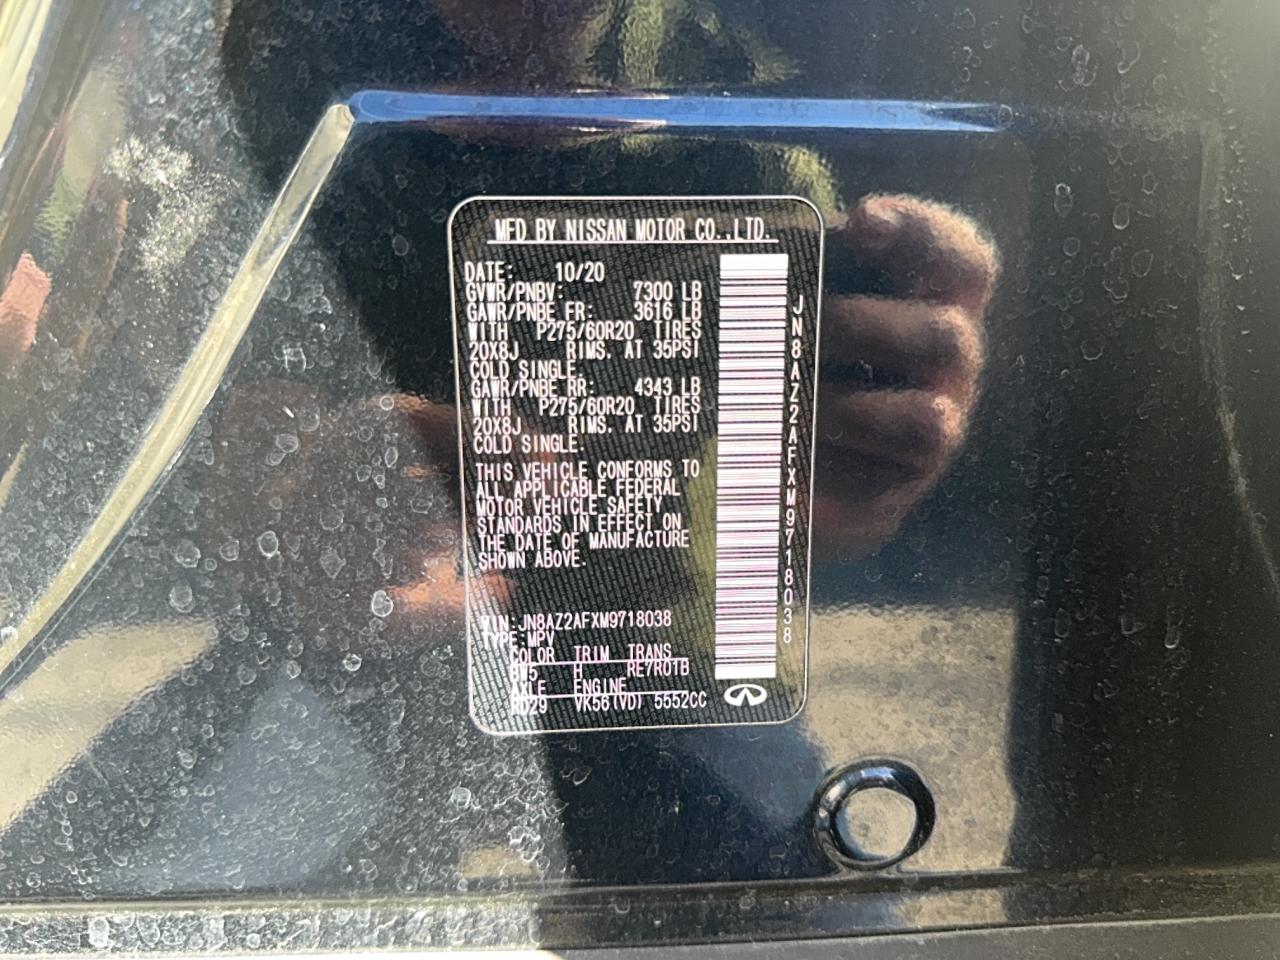 MFD BY NISSAN MOTOR CO.,LTD.
DATE: 10/20
GVWR/PNBV: 7300 LB
GAWR/PNBE FR: 3616 LB
WITH P275/60R20 TIRES
20X8J RIMS. AT 35PSI
COLD SINGLE.
GAWR/PNBE RR: 4343 LB
WITH P275/60R20 TIRES
20X8J RIMS. AT 35PSI
COLD SINGLE.
THIS VEHICLE CONFORMS TO
ALL APPLICABLE FEDERAL
MOTOR VEHICLE SAFETY
STANDARDS IN EFFECT ON
THE DATE OF MANUFACTURE
SHOWN ABOVE.
VIN:JN8AZ2AFXM9718038
TYPE:MPV
COLOR TRIM TRANS
H RE7R01B
AXLE ENGINE
RD29 VK56(VD) 5552CC
JN8AZ2AFXM9718038